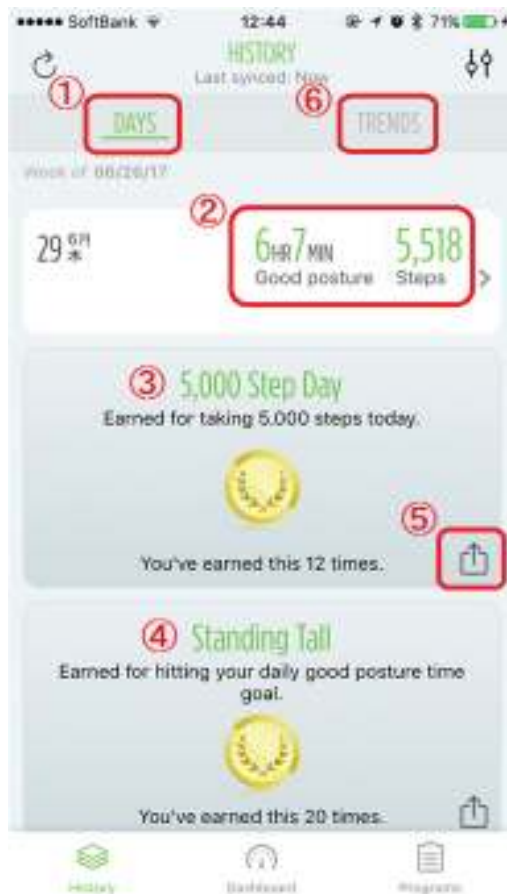 ●●●●● SoftBank 12:44 71%
HISTORY
Last synced: Now
① DAYS ⑥ TRENDS
Week of 06/26/17
②
29 6月 木
6HR7MIN 5,518
Good posture Steps
③ 5,000 Step Day
Earned for taking 5,000 steps today.
⑤
You've earned this 12 times.
④ Standing Tall
Earned for hitting your daily good posture time
goal.
You've earned this 20 times.
History Dashboard Programs